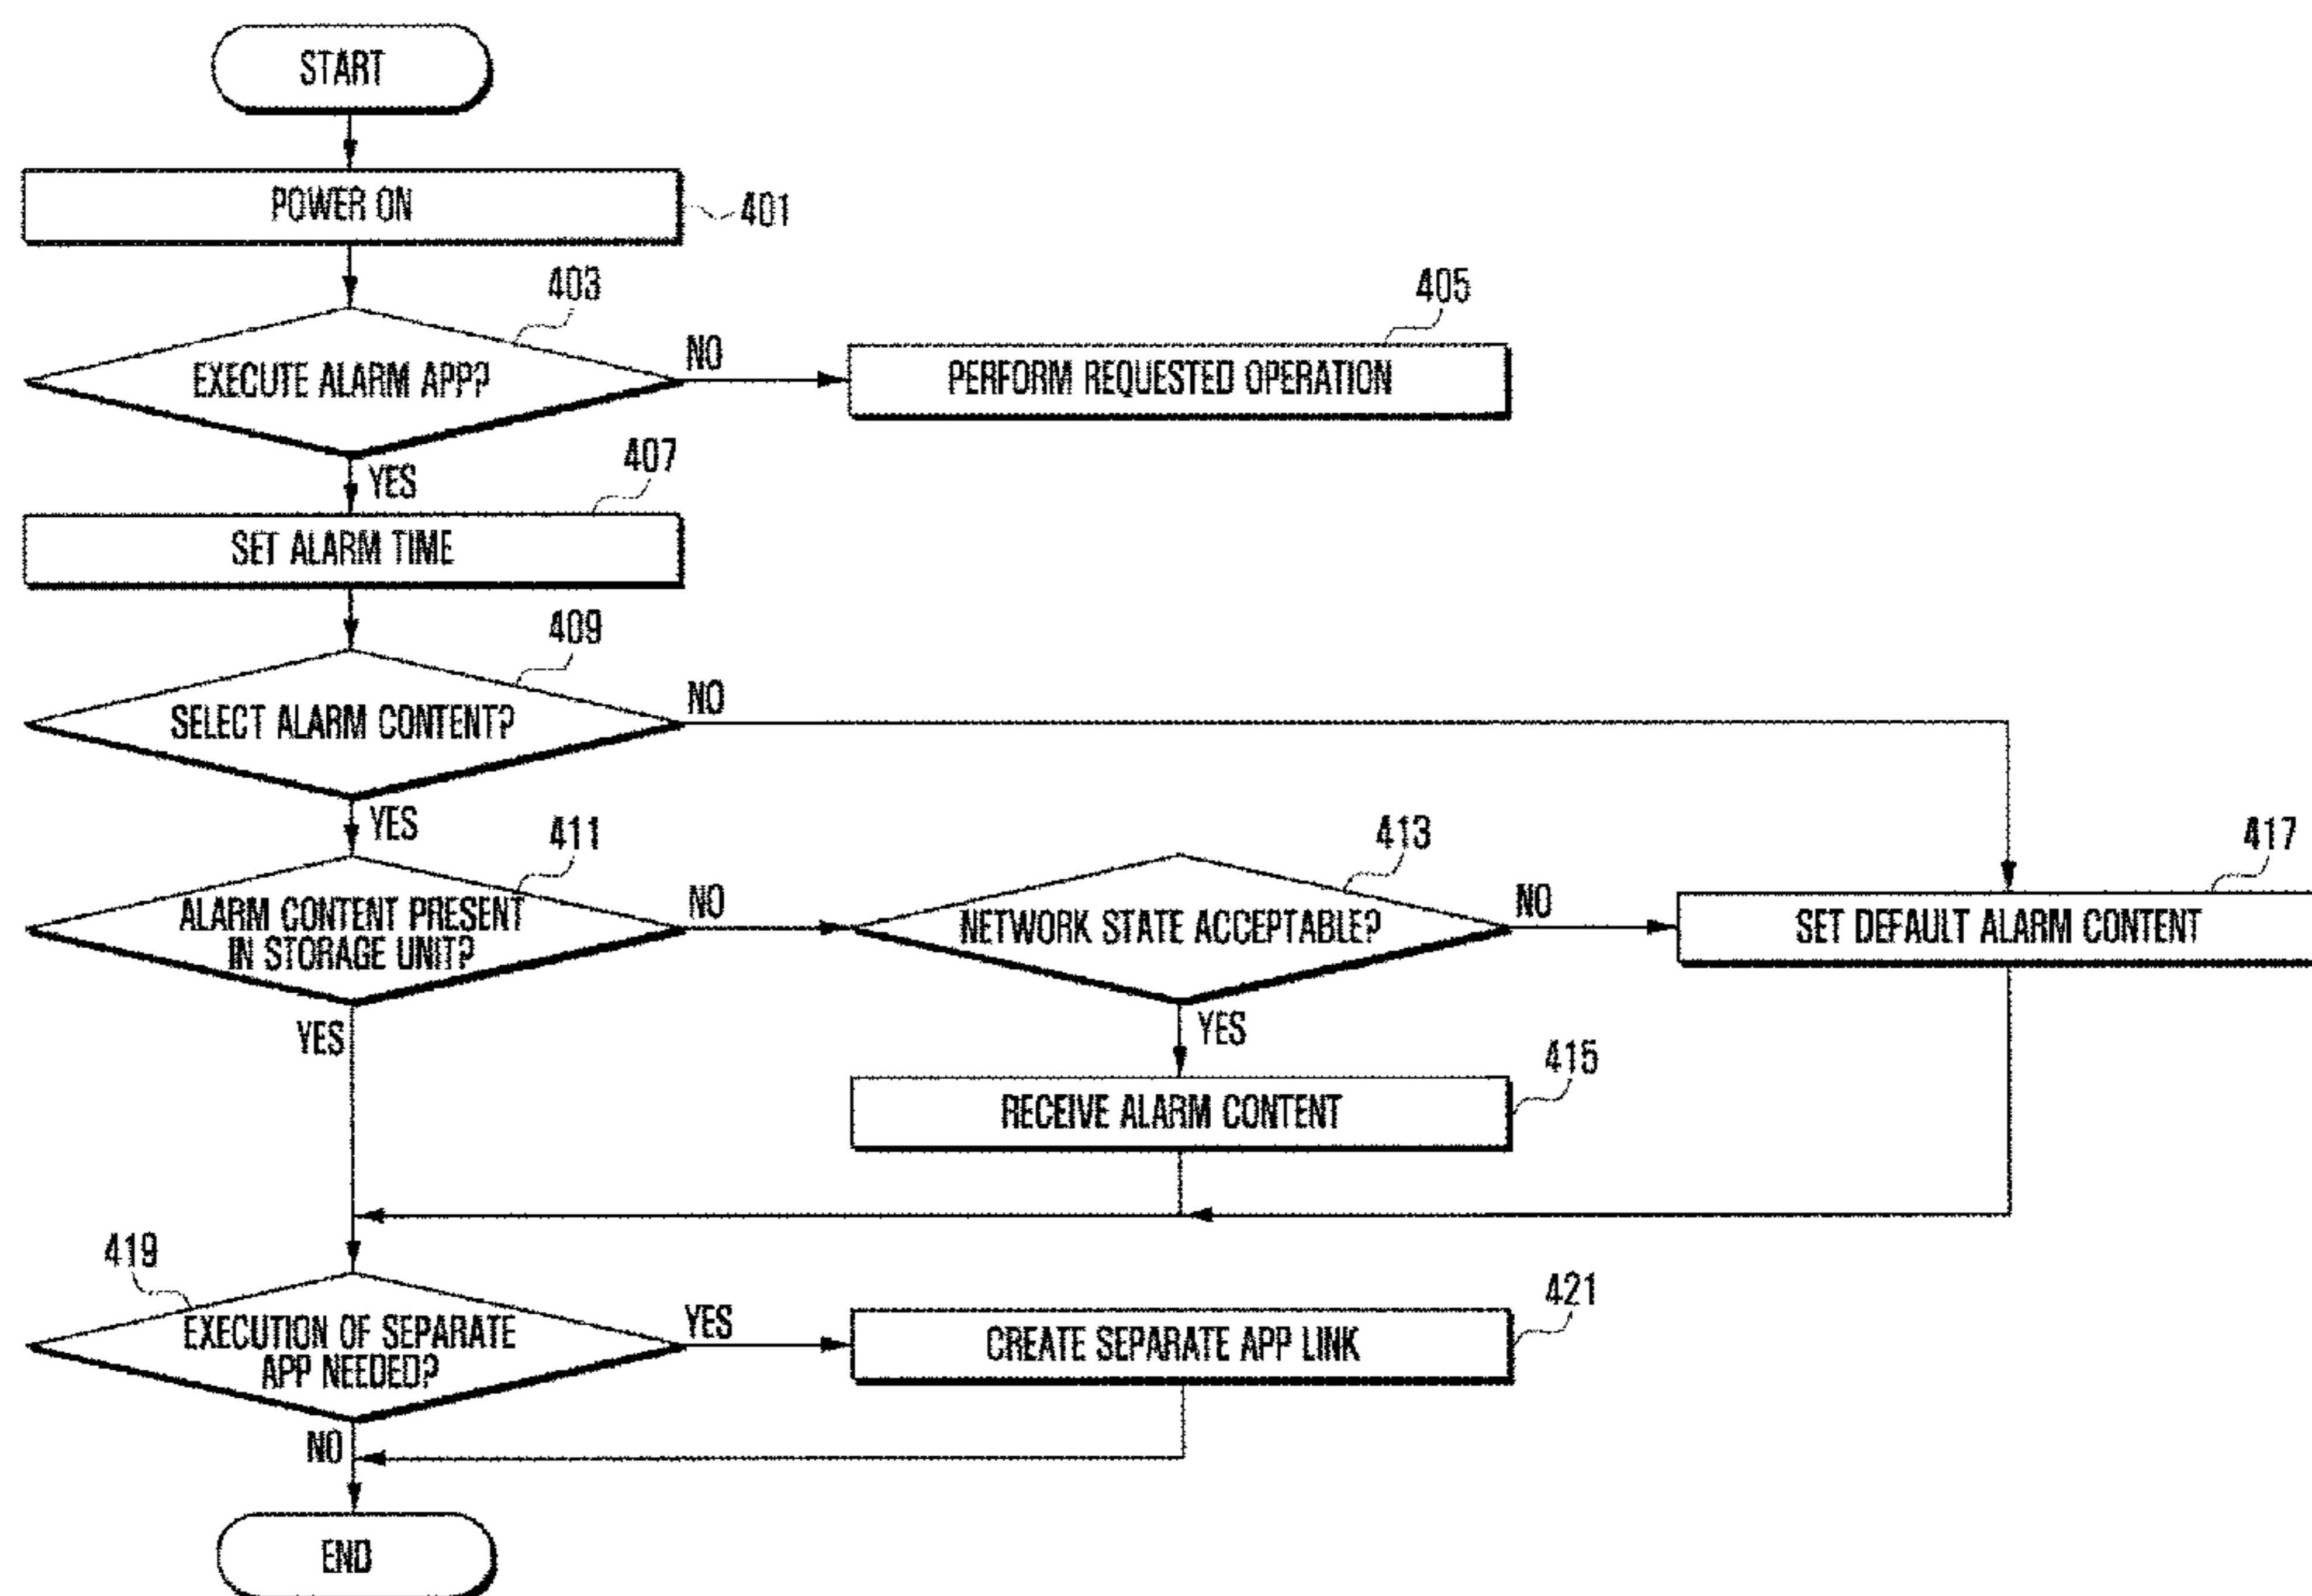 START
POWER ON
401
403
EXECUTE ALARM APP?
NO
405
PERFORM REQUESTED OPERATION
YES
407
SET ALARM TIME
409
SELECT ALARM CONTENT?
NO
YES
411
ALARM CONTENT PRESENT
IN STORAGE UNIT?
NO
413
NETWORK STATE ACCEPTABLE?
NO
417
SET DEFAULT ALARM CONTENT
YES
YES
415
RECEIVE ALARM CONTENT
419
EXECUTION OF SEPARATE
APP NEEDED?
YES
421
CREATE SEPARATE APP LINK
NO
END